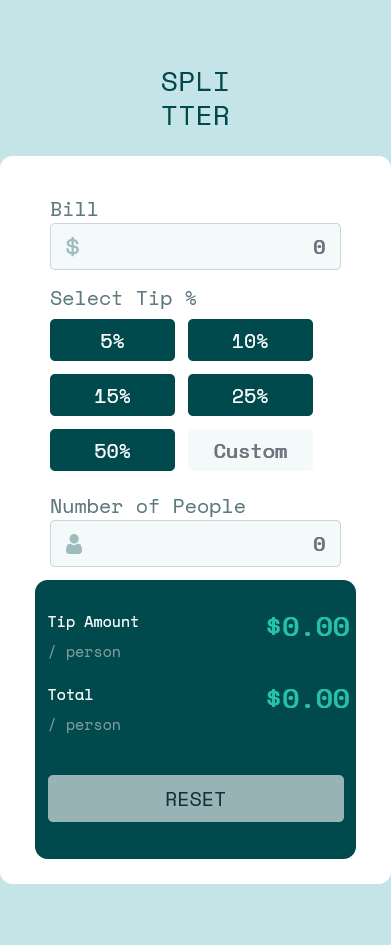 SPLI
TTER
Bill
$ 0
Select Tip %
5% 10%
15% 25%
50% Custom
Number of People
0
Tip Amount $0.00
/ person
Total $0.00
/ person
RESET